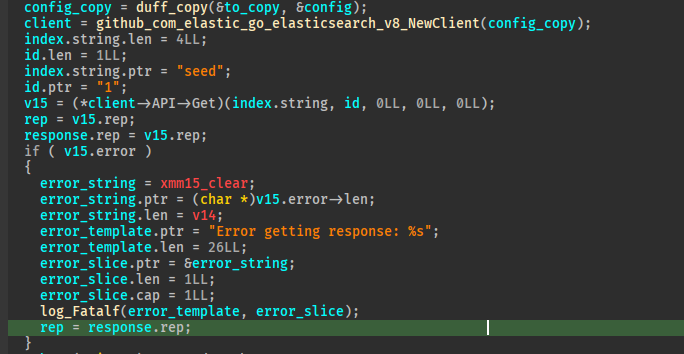 config_copy = duff_copy(&to_copy, &config);
client = github_com_elastic_go_elasticsearch_v8_NewClient(config_copy);
index.string.len = 4LL;
id.len = 1LL;
index.string.ptr = "seed";
id.ptr = "1";
v15 = (*client->API->Get)(index.string, id, 0LL, 0LL, 0LL);
rep = v15.rep;
response.rep = v15.rep;
if ( v15.error )
{
error_string = xmm15_clear;
error_string.ptr = (char *)v15.error->len;
error_string.len = v14;
error_template.ptr = "Error getting response: %s";
error_template.len = 26LL;
error_slice.ptr = &error_string;
error_slice.len = 1LL;
error_slice.cap = 1LL;
log_Fatalf(error_template, error_slice);
rep = response.rep;
}